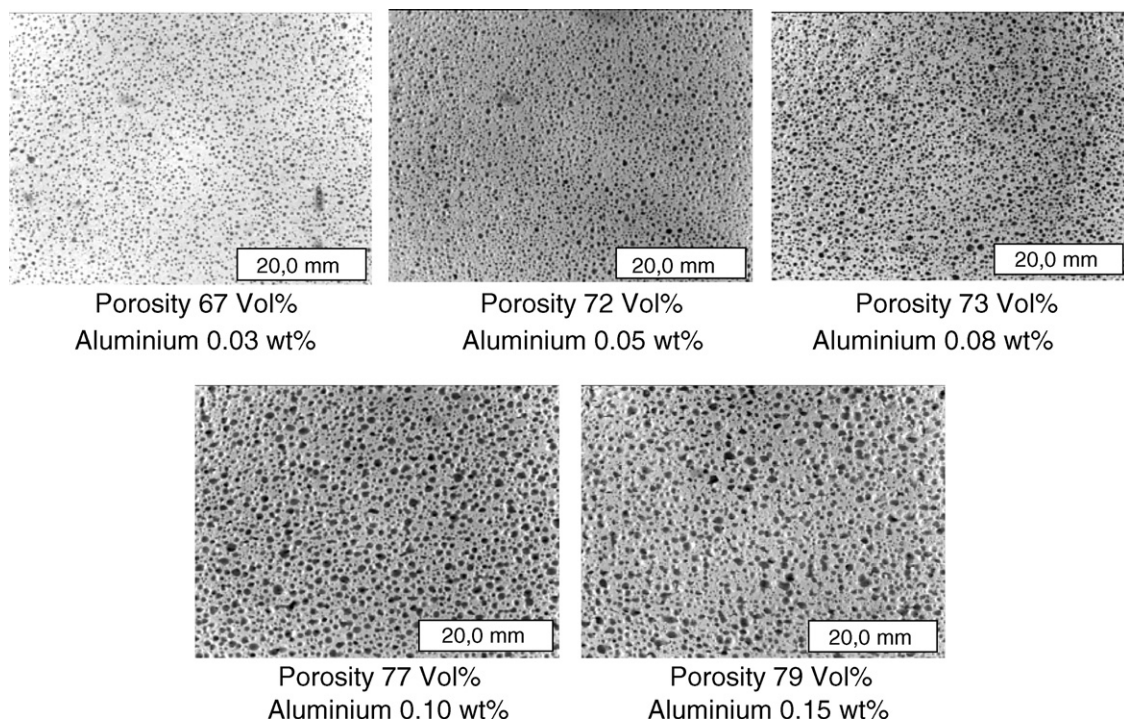 20,0 mm
20,0 mm
20,0 mm
Porosity 67 Vol%
Aluminium 0.03 wt%
Porosity 72 Vol%
Aluminium 0.05 wt%
Porosity 73 Vol%
Aluminium 0.08 wt%
20,0 mm
20,0 mm
Porosity 77 Vol%
Aluminium 0.10 wt%
Porosity 79 Vol%
Aluminium 0.15 wt%